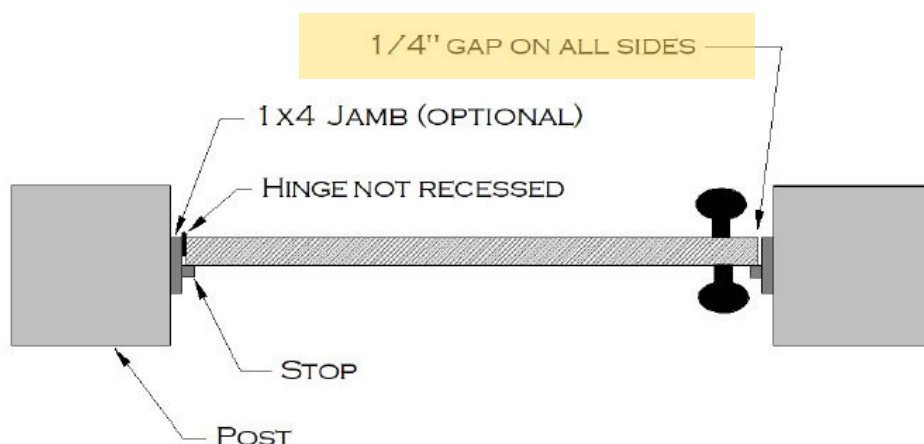 1/4" GAP ON ALL SIDES
1X4 JAMB (OPTIONAL)
HINGE NOT RECESSED
STOP
POST